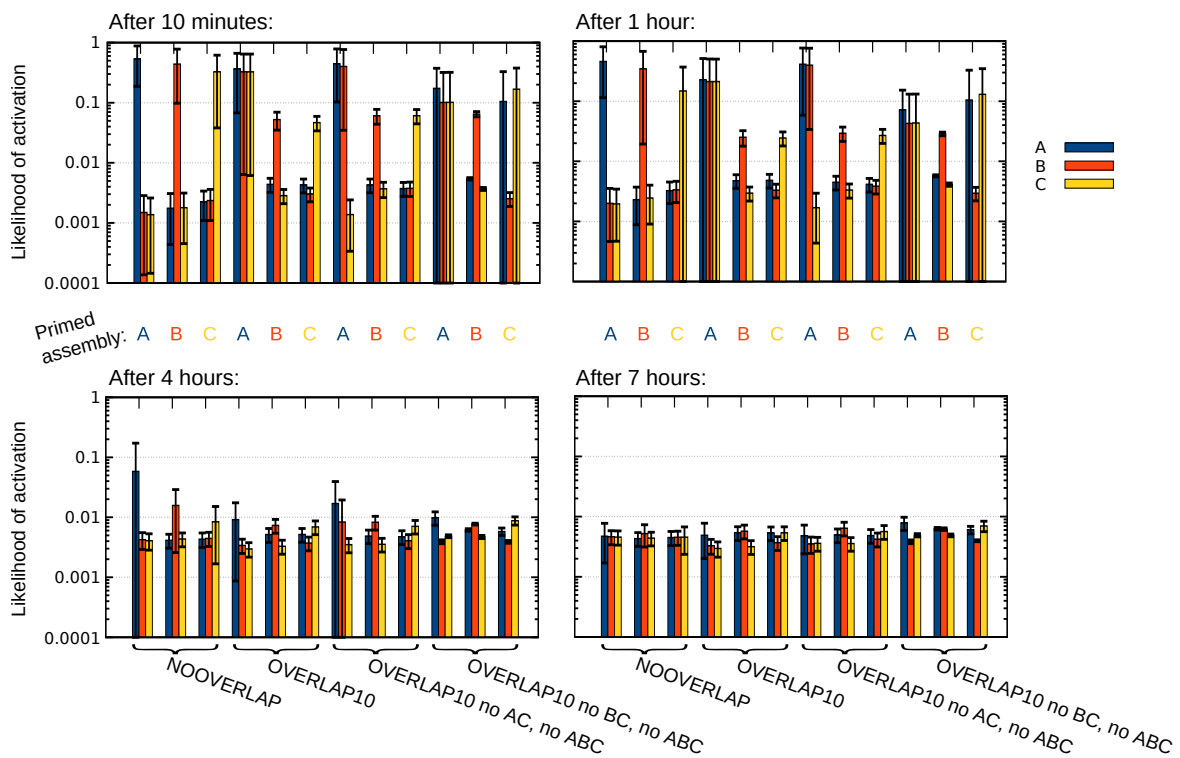 After 10 minutes:
After 1 hour:
Likelihood of activation
1
0.1
0.01
0.001
0.0001
A
B
C
Primed
assembly:
A B C A B C A B C A B C
A B C A B C A B C A B C
After 4 hours:
After 7 hours:
Likelihood of activation
1
0.1
0.01
0.001
0.0001
NOOVERLAP
OVERLAP10
OVERLAP10 no AC, no ABC
OVERLAP10 no BC, no ABC
NOOVERLAP
OVERLAP10
OVERLAP10 no AC, no ABC
OVERLAP10 no BC, no ABC